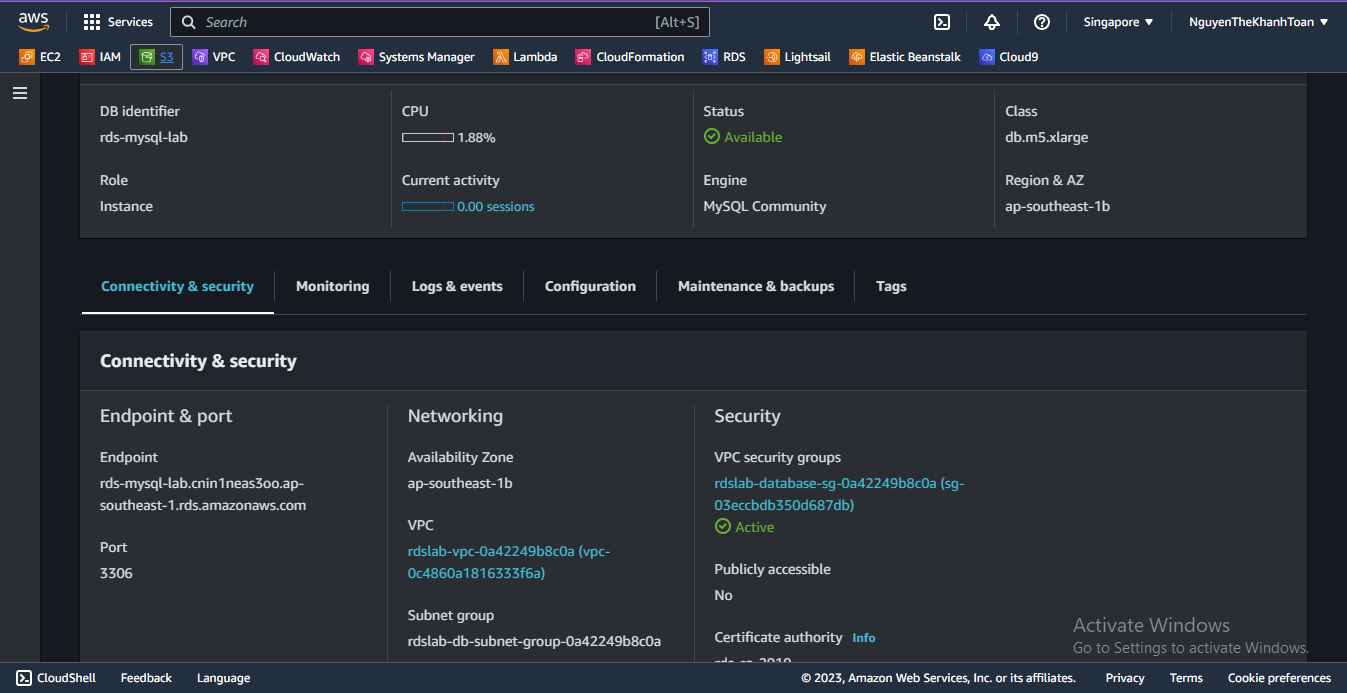 aws
Services
Search
[Alt+S]
Singapore
NguyenTheKhanhToan
EC2
IAM
S3
VPC
CloudWatch
Systems Manager
Lambda
CloudFormation
RDS
Lightsail
Elastic Beanstalk
Cloud9
DB identifier
rds-mysql-lab
CPU
1.88%
Status
Available
Class
db.m5.xlarge
Role
Instance
Current activity
0.00 sessions
Engine
MySQL Community
Region & AZ
ap-southeast-1b
Connectivity & security
Monitoring
Logs & events
Configuration
Maintenance & backups
Tags
Connectivity & security
Endpoint & port
Endpoint
rds-mysql-lab.cnin1neas3oo.ap-
southeast-1.rds.amazonaws.com
Port
3306
Networking
Availability Zone
ap-southeast-1b
VPC
rdslab-vpc-0a42249b8c0a (vpc-
0c4860a1816333f6a)
Subnet group
rdslab-db-subnet-group-0a42249b8c0a
Security
VPC security groups
rdslab-database-sg-0a42249b8c0a (sg-
03eccbdb350d687db)
Active
Publicly accessible
No
Certificate authority Info
rds-ca-2019
Activate Windows
Go to Settings to activate Windows.
CloudShell
Feedback
Language
© 2023, Amazon Web Services, Inc. or its affiliates.
Privacy
Terms
Cookie preferences